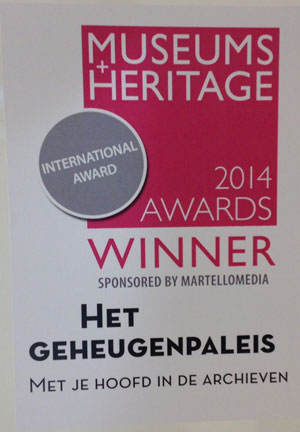 MUSEUMS
+
HERITAGE
INTERNATIONAL
AWARD
2014
AWARDS
WINNER
SPONSORED BY MARTELLOMEDIA
HET
GEHEUGENPALEIS
MET JE HOOFD IN DE ARCHIEVEN